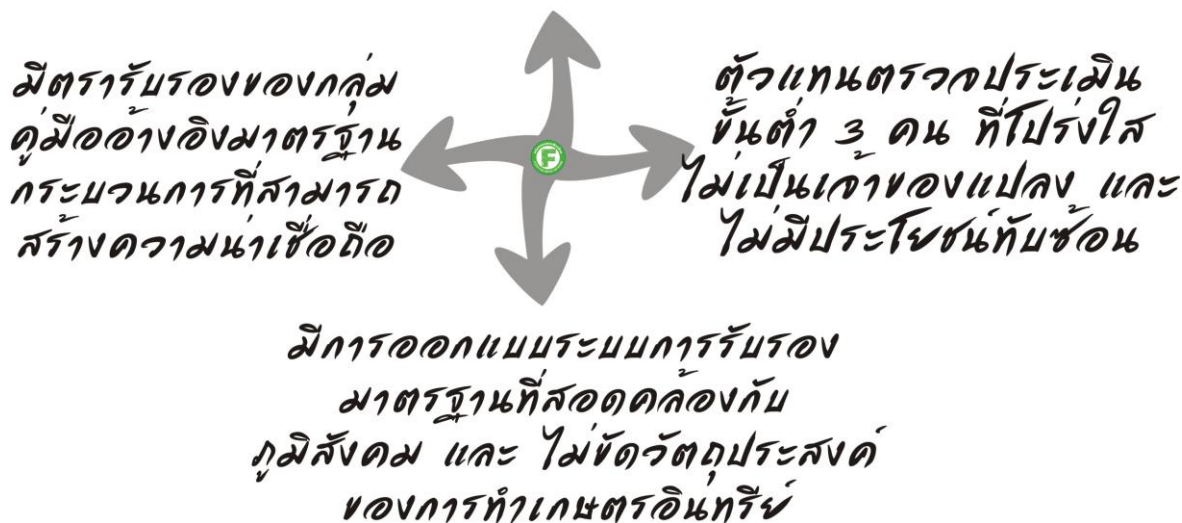 มีตรารับรองของกลุ่ม
คู่มืออ้างอิงมาตรฐาน
กระบวนการที่สามารถ
สร้างความน่าเชื่อถือ
F
ตัวแทนตรวจประเมิน
ขั้นต่ำ 3 คน ที่โปร่งใส
ไม่เป็นเจ้าของแปลง และ
ไม่มีประโยชน์ทับซ้อน
มีการออกแบบระบบการรับรอง
มาตรฐานที่สอดคล้องกับ
ภูมิสังคม และ ไม่ขัดวัตถุประสงค์
ของการทำเกษตรอินทรีย์